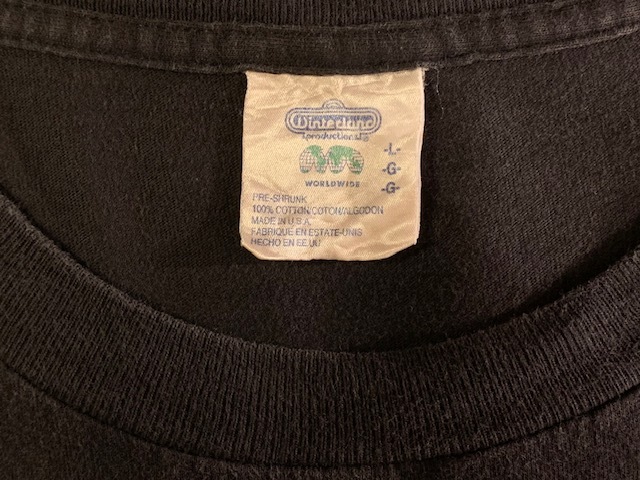 Winterland
Productions®
WORLDWIDE
-L-
-G-
-G-
PRE-SHRUNK
100% COTTON/COTON/ALGODON
MADE IN U.S.A.
FABRIQUE EN ESTATE-UNIS
HECHO EN EE.UU